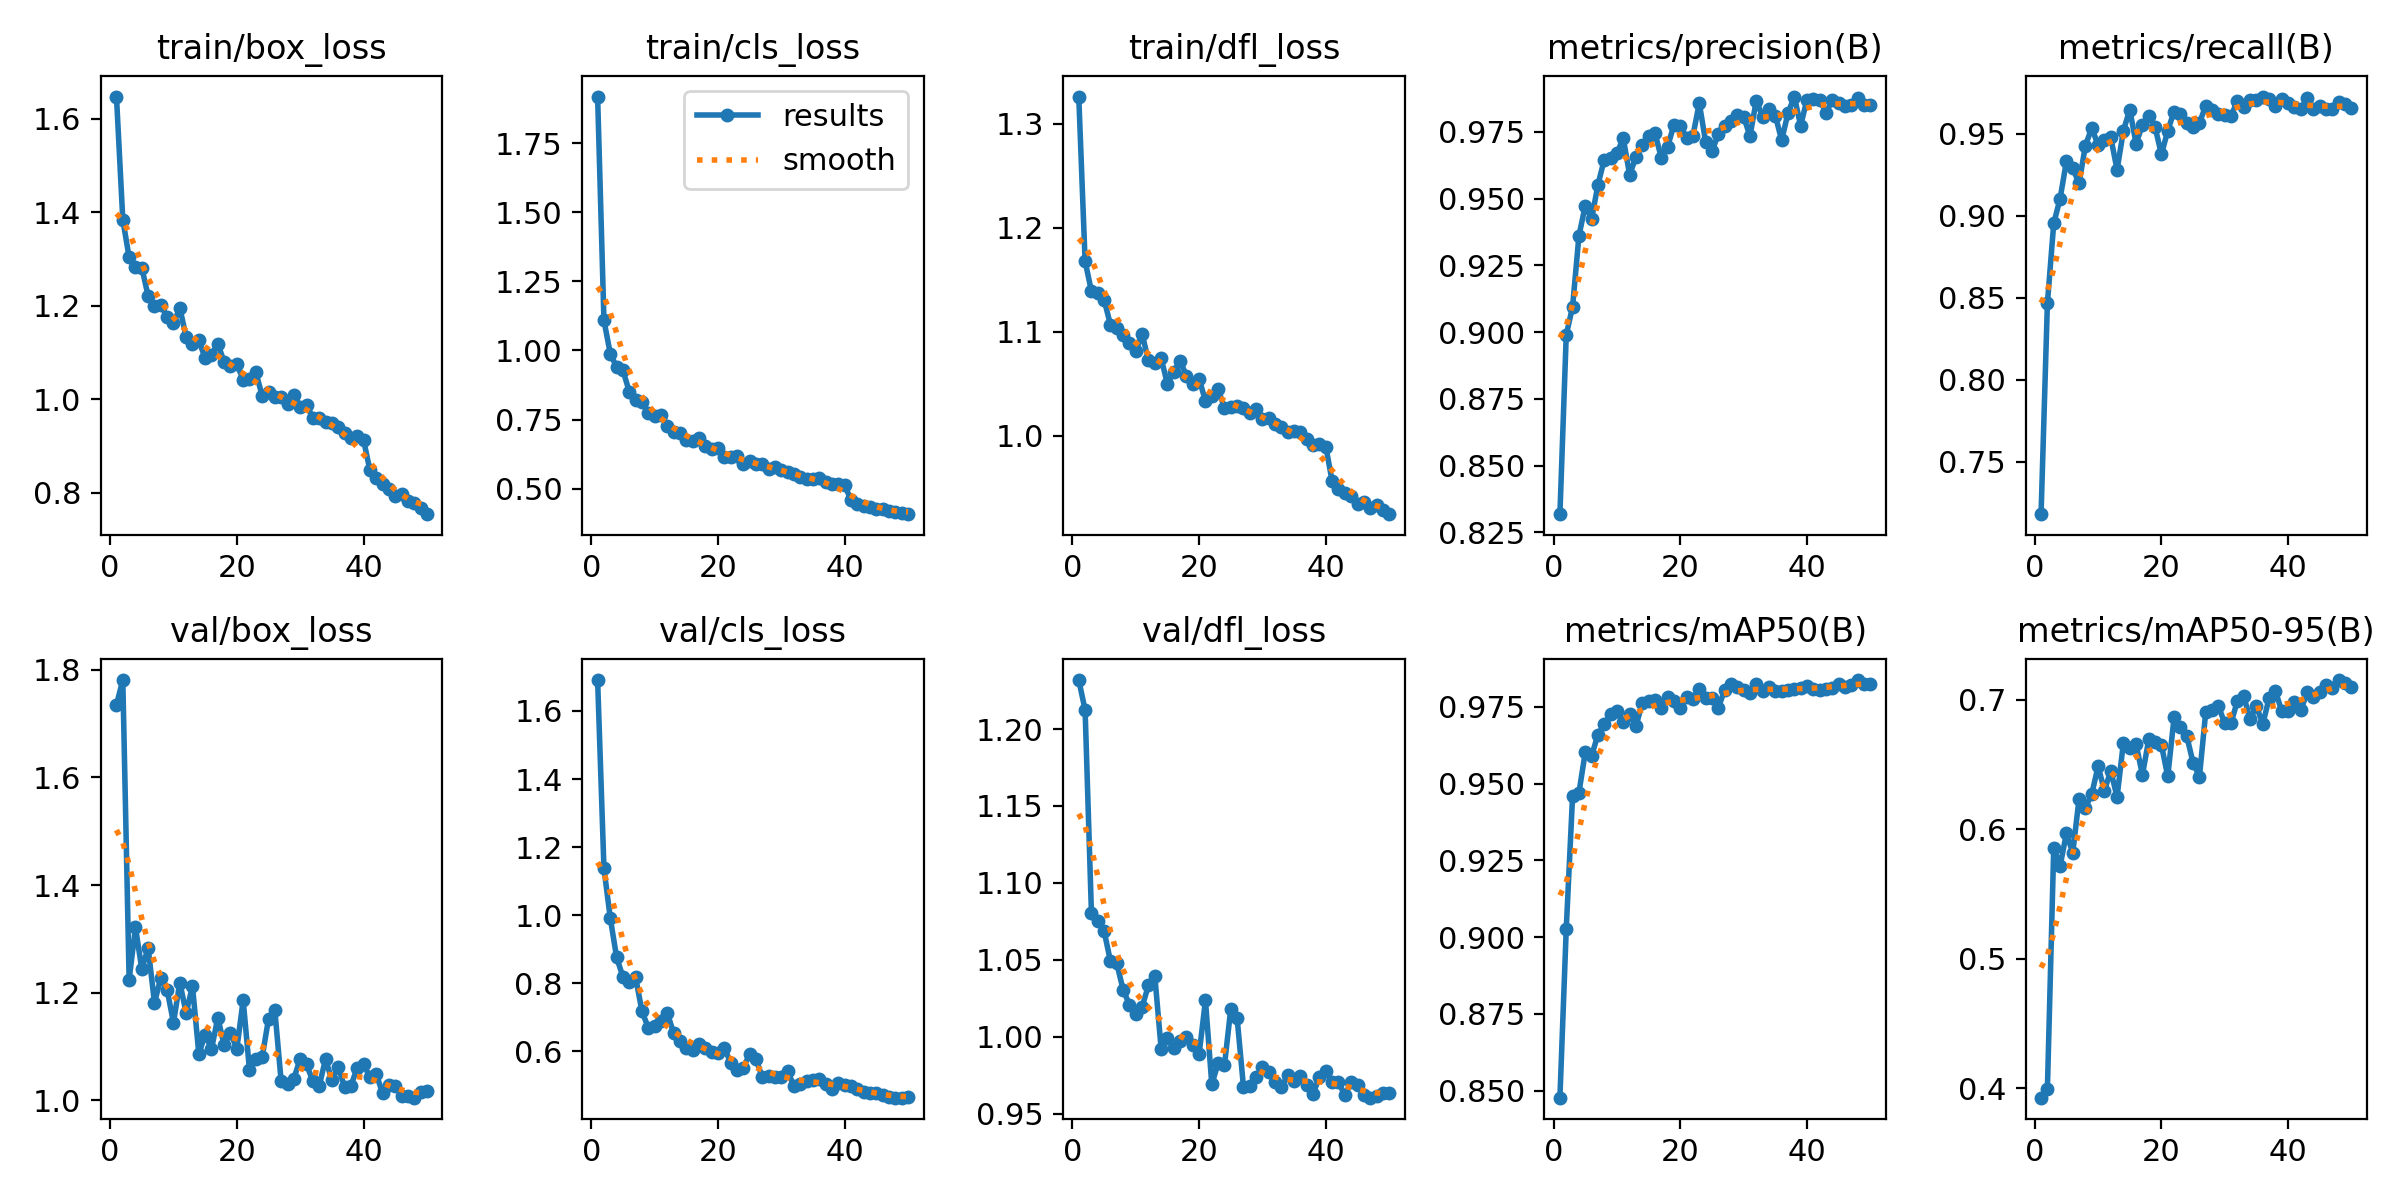 train/box_loss
1.6
1.4
1.2
1.0
0.8
0 20 40
train/cls_loss
results
smooth
1.75
1.50
1.25
1.00
0.75
0.50
0 20 40
train/dfl_loss
1.3
1.2
1.1
1.0
0 20 40
metrics/precision(B)
0.975
0.950
0.925
0.900
0.875
0.850
0.825
0 20 40
metrics/recall(B)
0.95
0.90
0.85
0.80
0.75
0 20 40
val/box_loss
1.8
1.6
1.4
1.2
1.0
0 20 40
val/cls_loss
1.6
1.4
1.2
1.0
0.8
0.6
0 20 40
val/dfl_loss
1.20
1.15
1.10
1.05
1.00
0.95
0 20 40
metrics/mAP50(B)
0.975
0.950
0.925
0.900
0.875
0.850
0 20 40
metrics/mAP50-95(B)
0.7
0.6
0.5
0.4
0 20 40